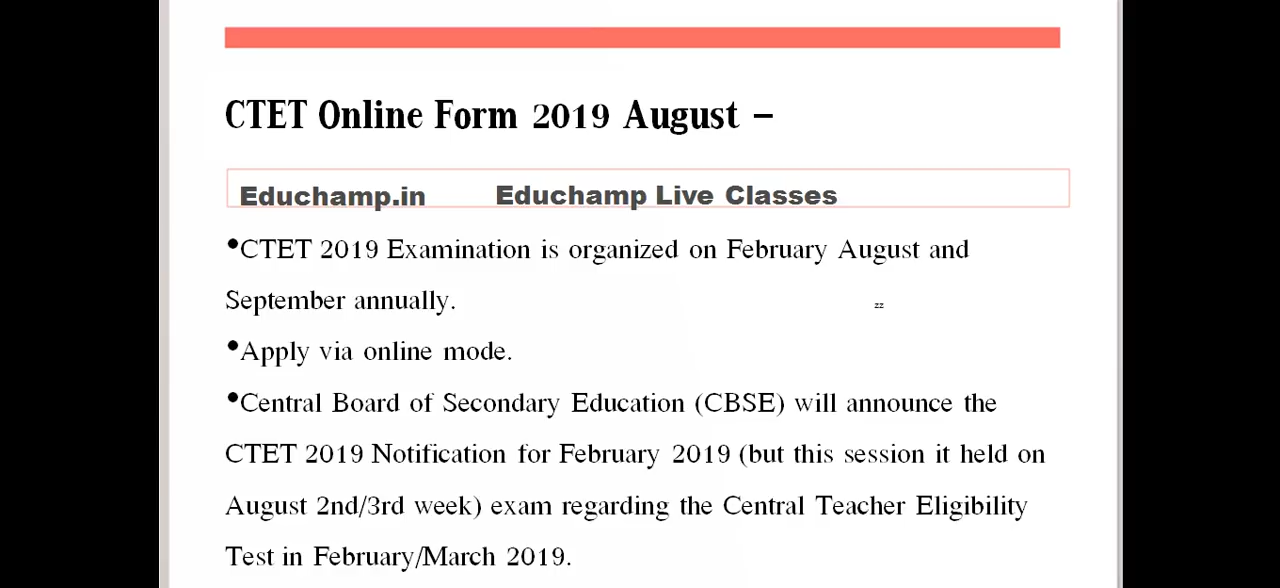 CTET Online Form 2019 August –
Educhamp.in Educhamp Live Classes
•CTET 2019 Examination is organized on February August and
September annually.
zz
•Apply via online mode.
•Central Board of Secondary Education (CBSE) will announce the
CTET 2019 Notification for February 2019 (but this session it held on
August 2nd/3rd week) exam regarding the Central Teacher Eligibility
Test in February/March 2019.